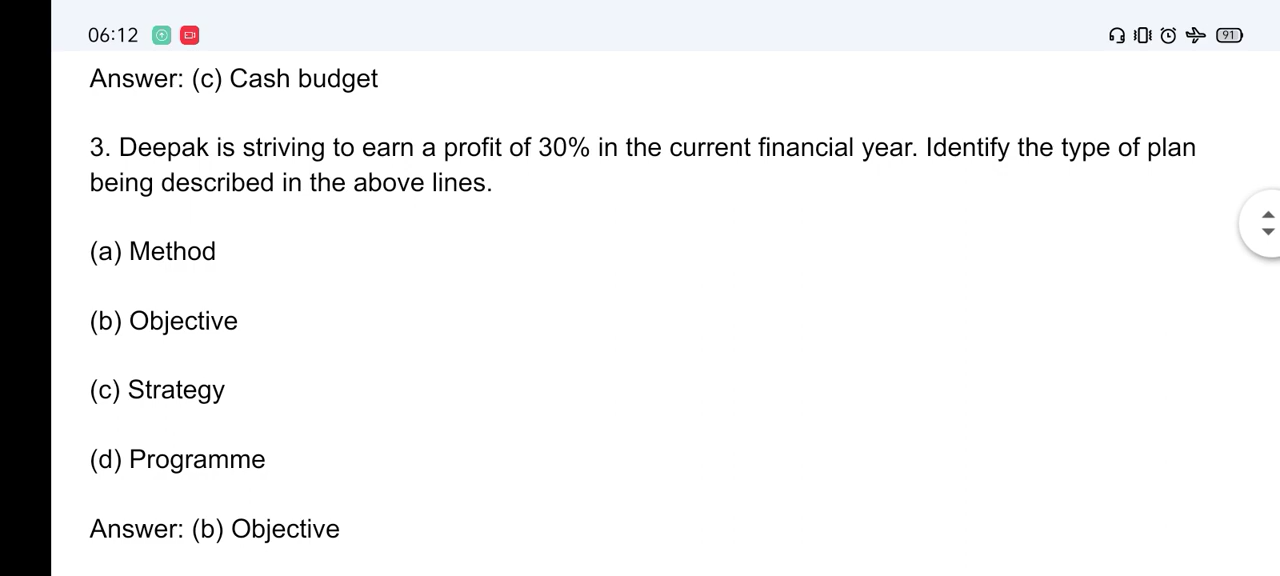 06:12
91
Answer: (c) Cash budget
3. Deepak is striving to earn a profit of 30% in the current financial year. Identify the type of plan
being described in the above lines.
(a) Method
(b) Objective
(c) Strategy
(d) Programme
Answer: (b) Objective